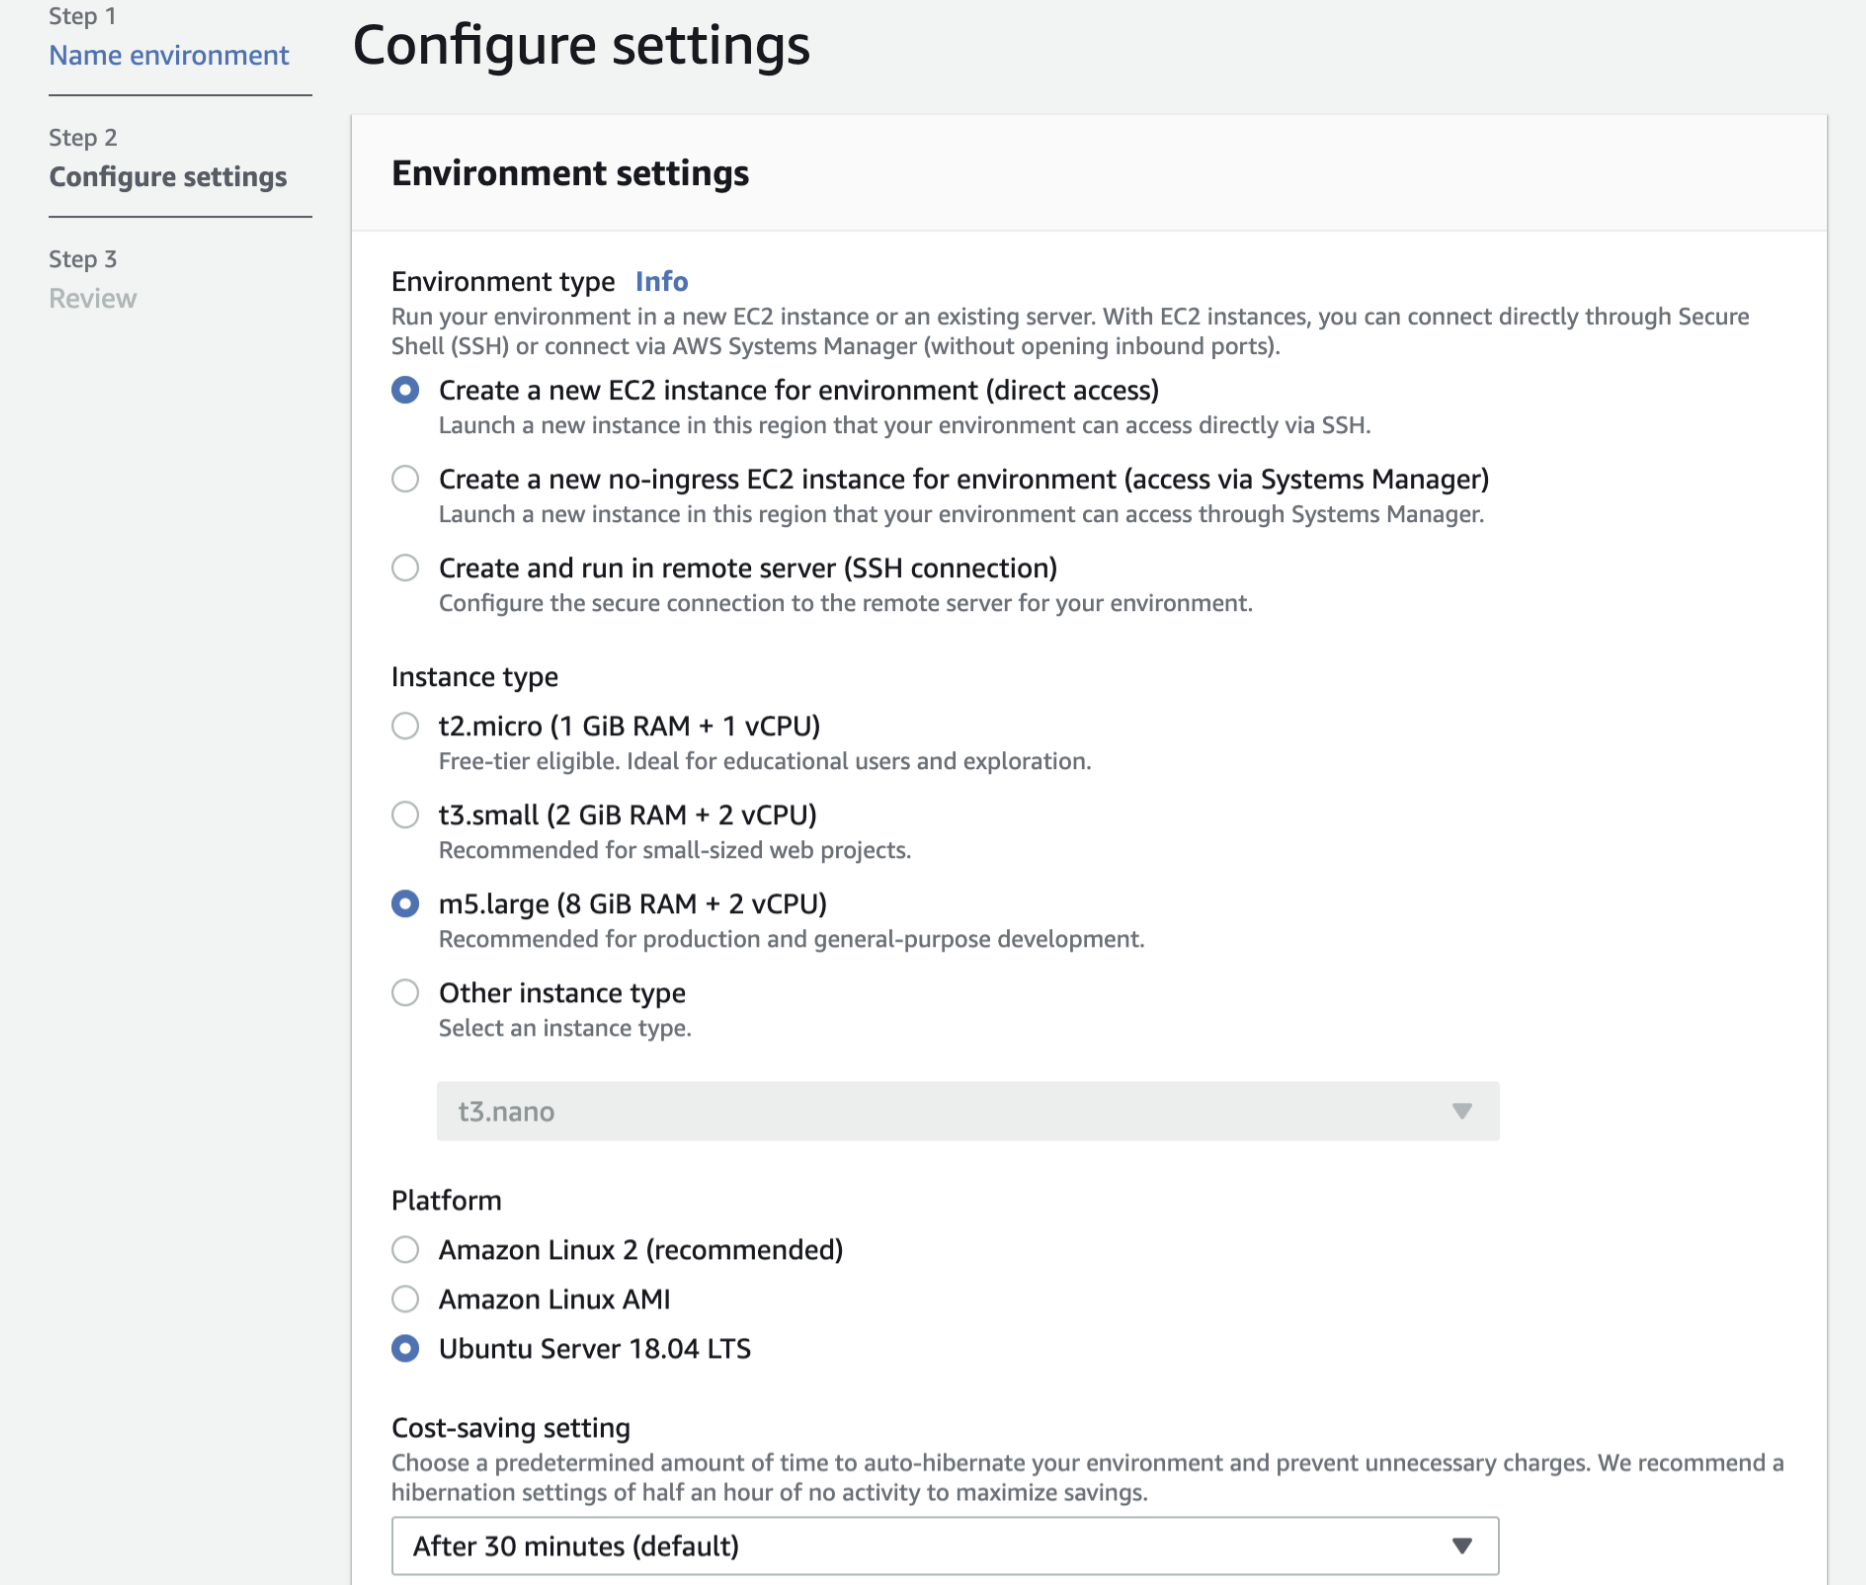 Step 1
Name environment
Step 2
Configure settings
Step 3
Review
Configure settings
Environment settings
Environment type Info
Run your environment in a new EC2 instance or an existing server. With EC2 instances, you can connect directly through Secure
Shell (SSH) or connect via AWS Systems Manager (without opening inbound ports).
Create a new EC2 instance for environment (direct access)
Launch a new instance in this region that your environment can access directly via SSH.
Create a new no-ingress EC2 instance for environment (access via Systems Manager)
Launch a new instance in this region that your environment can access through Systems Manager.
Create and run in remote server (SSH connection)
Configure the secure connection to the remote server for your environment.
Instance type
t2.micro (1 GiB RAM + 1 vCPU)
Free-tier eligible. Ideal for educational users and exploration.
t3.small (2 GiB RAM + 2 vCPU)
Recommended for small-sized web projects.
m5.large (8 GiB RAM + 2 vCPU)
Recommended for production and general-purpose development.
Other instance type
Select an instance type.
t3.nano
Platform
Amazon Linux 2 (recommended)
Amazon Linux AMI
Ubuntu Server 18.04 LTS
Cost-saving setting
Choose a predetermined amount of time to auto-hibernate your environment and prevent unnecessary charges. We recommend a
hibernation settings of half an hour of no activity to maximize savings.
After 30 minutes (default)